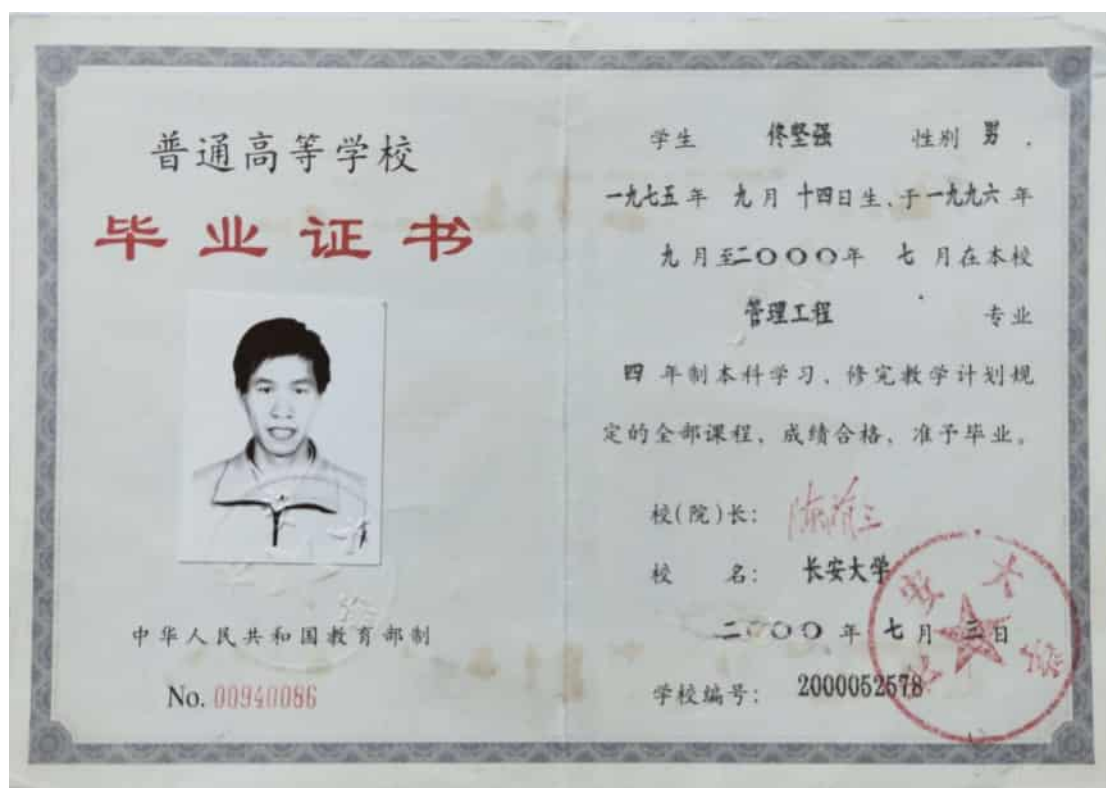 普通高等学校
毕业证书
中华人民共和国教育部制
No. 00940086
学生 佟坚强 性别 男 .
一九七五年 九月 十四日生、于一九九六年
九月至二〇〇〇年 七月在本校
管理工程 专业
四 年制本科学习、修完教学计划规
定的全部课程、成绩合格、准予毕业。
校(院)长:
校 名: 长安大学
二〇〇〇年 七月 三日
学校编号: 2000052578
长安大学